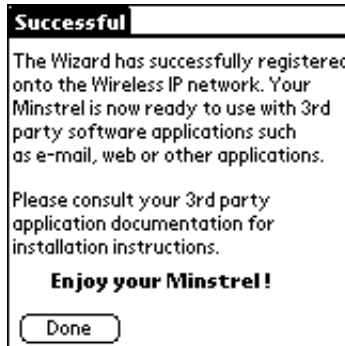 Successful
The Wizard has successfully registered
onto the Wireless IP network. Your
Minstrel is now ready to use with 3rd
party software applications such
as e-mail, web or other applications.
Please consult your 3rd party
application documentation for
installation instructions.
Enjoy your Minstrel!
Done